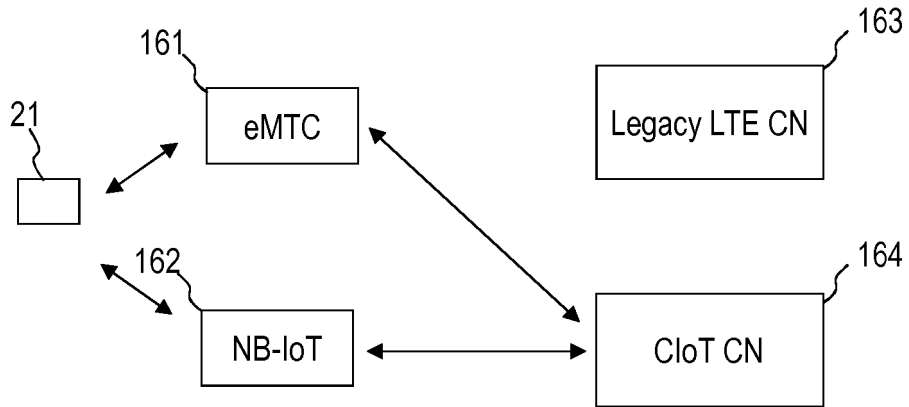 161
163
eMTC
Legacy LTE CN
21
162
164
NB-IoT
CIoT CN